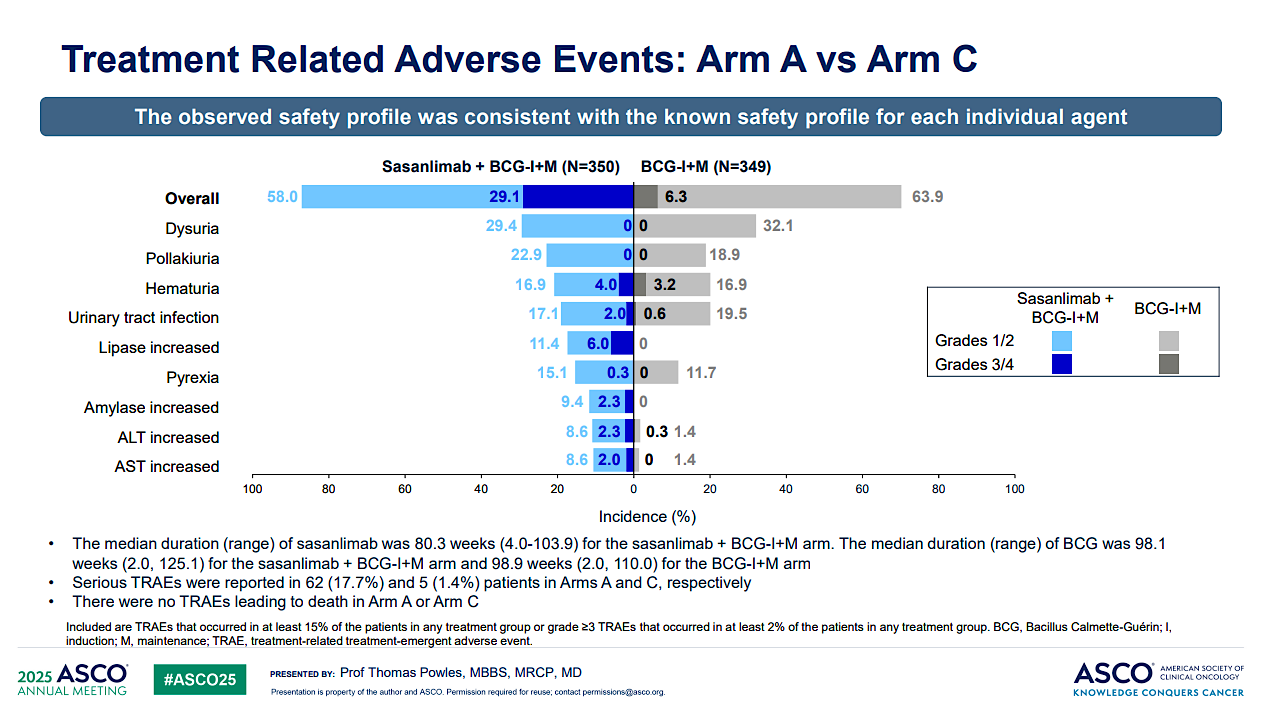 Treatment Related Adverse Events: Arm A vs Arm C
The observed safety profile was consistent with the known safety profile for each individual agent
Sasanlimab + BCG-I+M (N=350) BCG-I+M (N=349)
Overall 58.0 29.1 6.3 63.9
Dysuria 29.4 0 0 32.1
Pollakiuria 22.9 0 0 18.9
Hematuria 16.9 4.0 3.2 16.9
Urinary tract infection 17.1 2.0 0.6 19.5
Lipase increased 11.4 6.0 0
Pyrexia 15.1 0.3 0 11.7
Amylase increased 9.4 2.3 0
ALT increased 8.6 2.3 0.3 1.4
AST increased 8.6 2.0 0 1.4
100 80 60 40 20 0 20 40 60 80 100
Incidence (%)
Sasanlimab +
BCG-I+M
BCG-I+M
Grades 1/2
Grades 3/4
• The median duration (range) of sasanlimab was 80.3 weeks (4.0-103.9) for the sasanlimab + BCG-I+M arm. The median duration (range) of BCG was 98.1
weeks (2.0, 125.1) for the sasanlimab + BCG-I+M arm and 98.9 weeks (2.0, 110.0) for the BCG-I+M arm
• Serious TRAEs were reported in 62 (17.7%) and 5 (1.4%) patients in Arms A and C, respectively
• There were no TRAEs leading to death in Arm A or Arm C
Included are TRAEs that occurred in at least 15% of the patients in any treatment group or grade ≥3 TRAEs that occurred in at least 2% of the patients in any treatment group. BCG, Bacillus Calmette-Guérin; I,
induction; M, maintenance; TRAE, treatment-related treatment-emergent adverse event.
2025 ASCO®
ANNUAL MEETING
#ASCO25
PRESENTED BY: Prof Thomas Powles, MBBS, MRCP, MD
Presentation is property of the author and ASCO. Permission required for reuse; contact permissions@asco.org.
ASCO® AMERICAN SOCIETY OF
CLINICAL ONCOLOGY
KNOWLEDGE CONQUERS CANCER